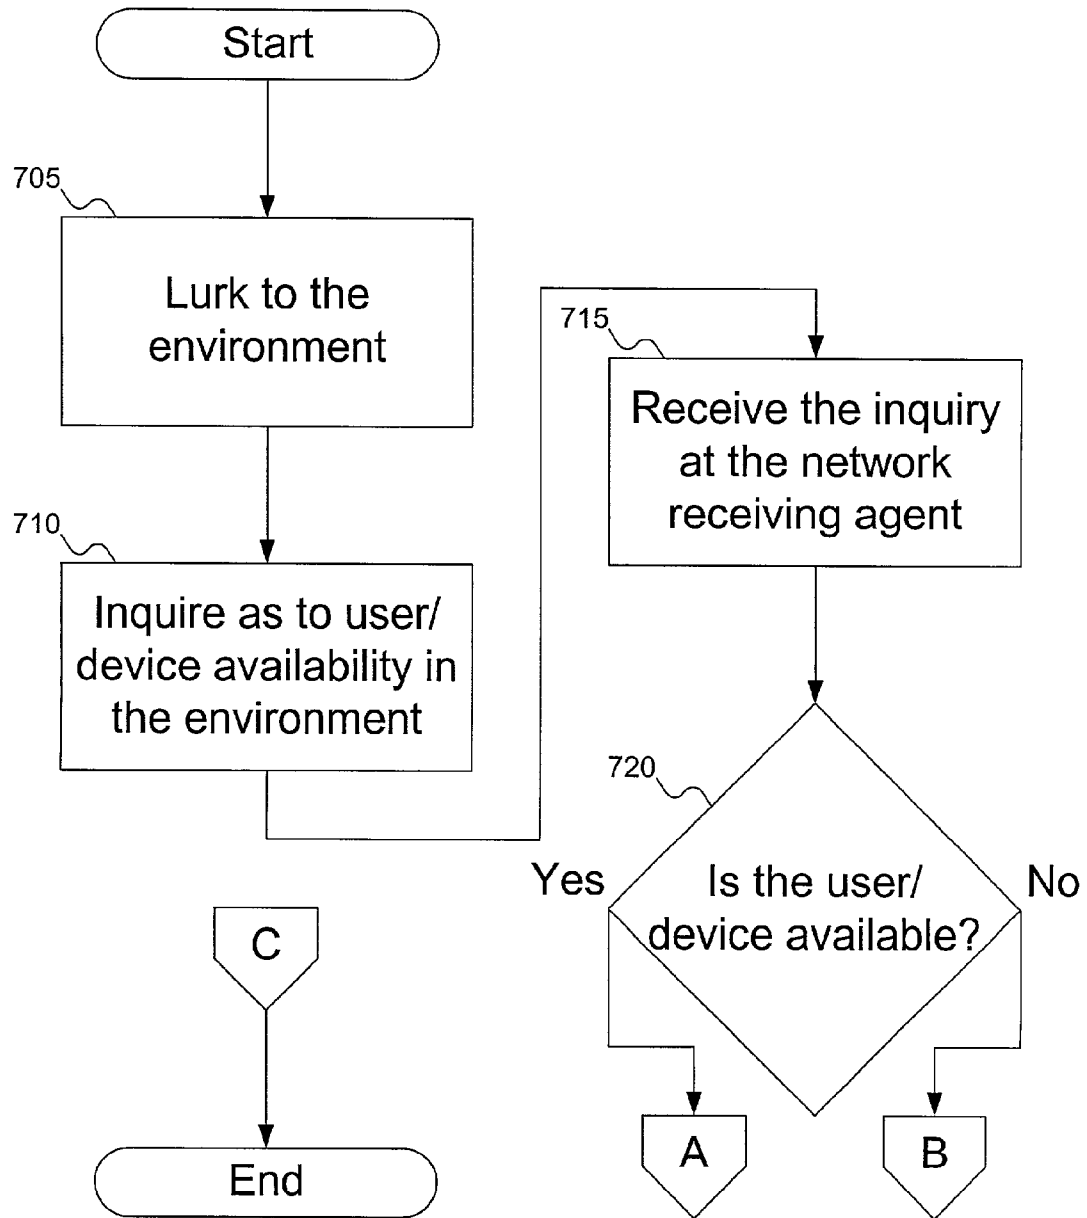 Start
705
Lurk to the
environment
710
Inquire as to user/
device availability in
the environment
715
Receive the inquiry
at the network
receiving agent
720
Is the user/
device available?
Yes
No
A
B
C
End